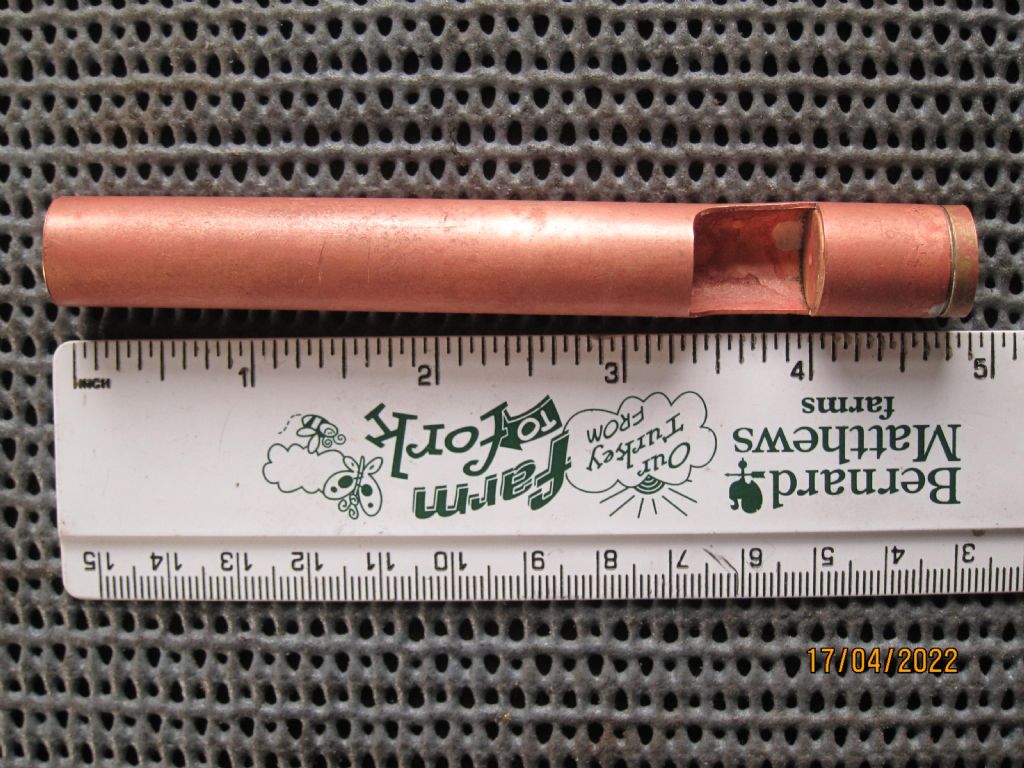 INCH 1 2 3 4 5
Bernard
Matthews
farms
Our
Turkey
FROM
farm
TO
fork
15 14 13 12 11 10 9 8 7 6 5 4 3
17/04/2022